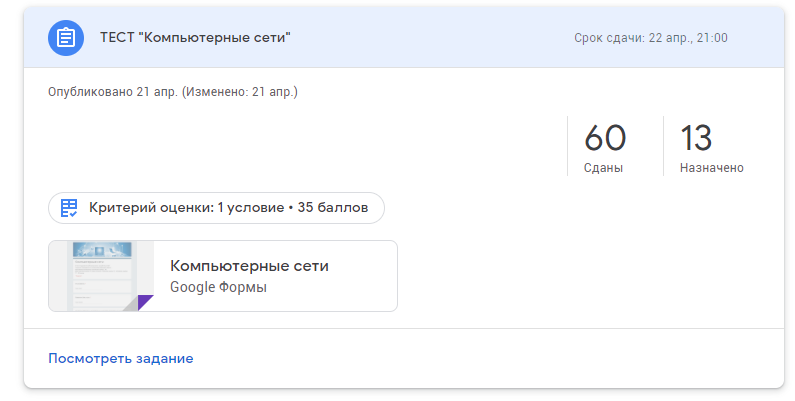 ТЕСТ "Компьютерные сети"
Срок сдачи: 22 апр., 21:00
Опубликовано 21 апр. (Изменено: 21 апр.)
60
Сданы
13
Назначено
Критерий оценки: 1 условие • 35 баллов
Компьютерные сети
Google Формы
Посмотреть задание